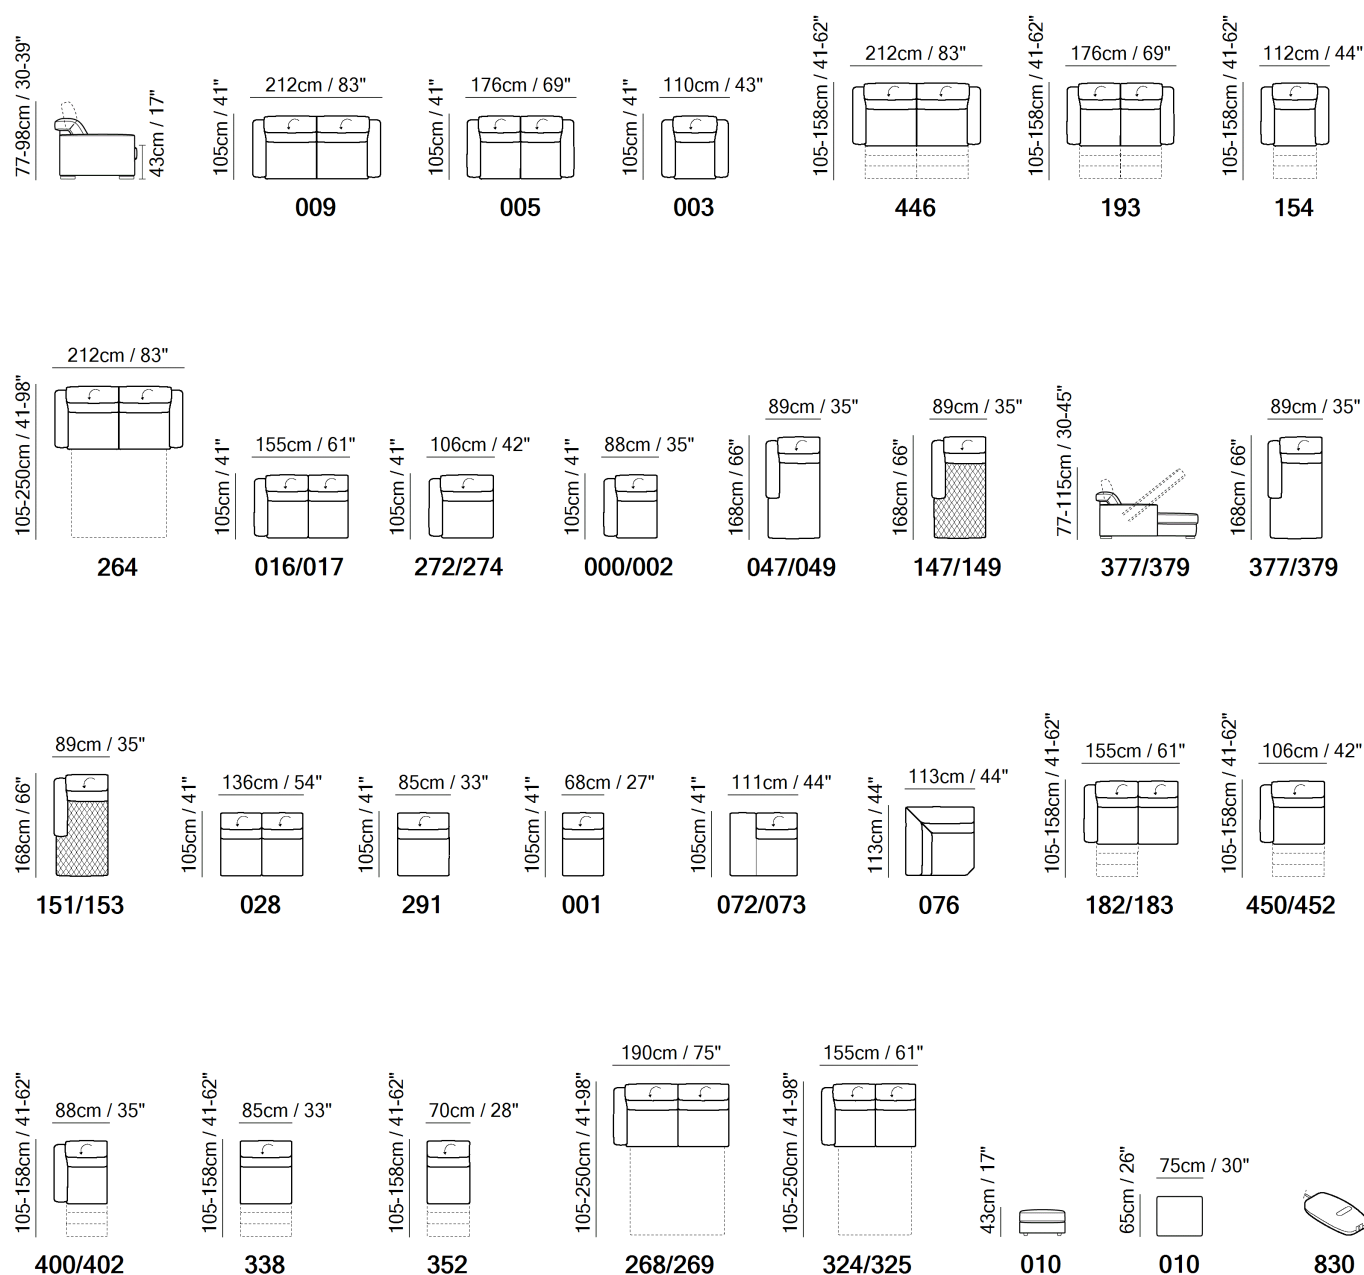 77-98cm / 30-39"
43cm / 17"
212cm / 83"
105cm / 41"
009
176cm / 69"
105cm / 41"
005
110cm / 43"
105cm / 41"
003
212cm / 83"
105-158cm / 41-62"
446
176cm / 69"
105-158cm / 41-62"
193
112cm / 44"
105-158cm / 41-62"
154
212cm / 83"
105-250cm / 41-98"
264
155cm / 61"
105cm / 41"
016/017
106cm / 42"
105cm / 41"
272/274
88cm / 35"
105cm / 41"
000/002
89cm / 35"
168cm / 66"
047/049
89cm / 35"
168cm / 66"
147/149
77-115cm / 30-45"
377/379
89cm / 35"
168cm / 66"
377/379
89cm / 35"
168cm / 66"
151/153
136cm / 54"
105cm / 41"
028
85cm / 33"
105cm / 41"
291
68cm / 27"
105cm / 41"
001
111cm / 44"
105cm / 41"
072/073
113cm / 44"
113cm / 44"
076
155cm / 61"
105-158cm / 41-62"
182/183
106cm / 42"
105-158cm / 41-62"
450/452
88cm / 35"
105-158cm / 41-62"
400/402
85cm / 33"
105-158cm / 41-62"
338
70cm / 28"
105-158cm / 41-62"
352
190cm / 75"
105-250cm / 41-98"
268/269
155cm / 61"
105-250cm / 41-98"
324/325
43cm / 17"
010
75cm / 30"
65cm / 26"
010
830